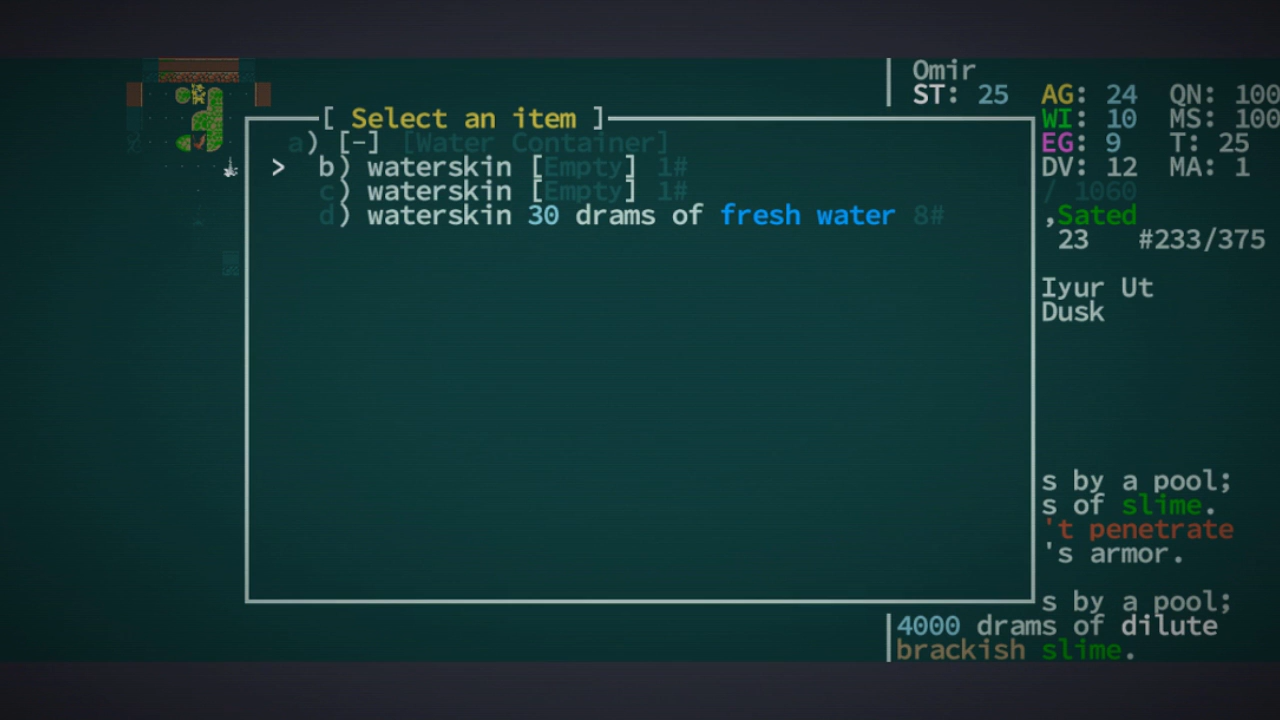 Omir
ST: 25 AG: 24 QN: 100
[ Select an item ]
WI: 10 MS: 100
a) [-] [Water Container]
EG: 9 T: 25
> b) waterskin [Empty] 1#
DV: 12 MA: 1
c) waterskin [Empty] 1#
/ 1060
d) waterskin 30 drams of fresh water 8#
,Sated
23 #233/375
Iyur Ut
Dusk
s by a pool;
s of slime.
't penetrate
's armor.
s by a pool;
4000 drams of dilute
brackish slime.